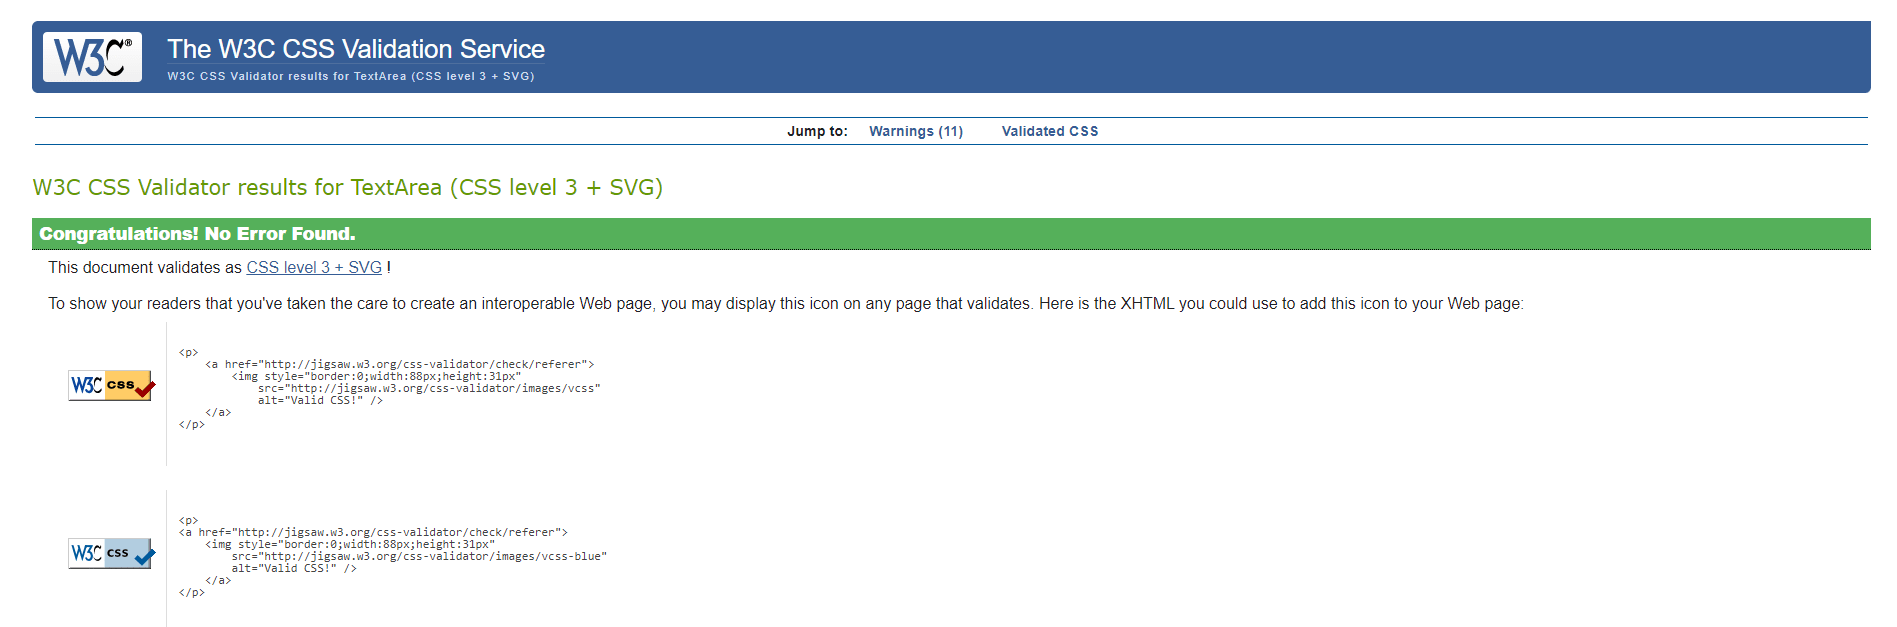 W3C® The W3C CSS Validation Service
W3C CSS Validator results for TextArea (CSS level 3 + SVG)
Jump to: Warnings (11) Validated CSS
W3C CSS Validator results for TextArea (CSS level 3 + SVG)
Congratulations! No Error Found.
This document validates as CSS level 3 + SVG !
To show your readers that you've taken the care to create an interoperable Web page, you may display this icon on any page that validates. Here is the XHTML you could use to add this icon to your Web page:
W3C CSS
<p>
<a href="http://jigsaw.w3.org/css-validator/check/referer">
<img style="border:0;width:88px;height:31px"
src="http://jigsaw.w3.org/css-validator/images/vcss"
alt="Valid CSS!" />
</a>
</p>
W3C CSS
<p>
<a href="http://jigsaw.w3.org/css-validator/check/referer">
<img style="border:0;width:88px;height:31px"
src="http://jigsaw.w3.org/css-validator/images/vcss-blue"
alt="Valid CSS!" />
</a>
</p>